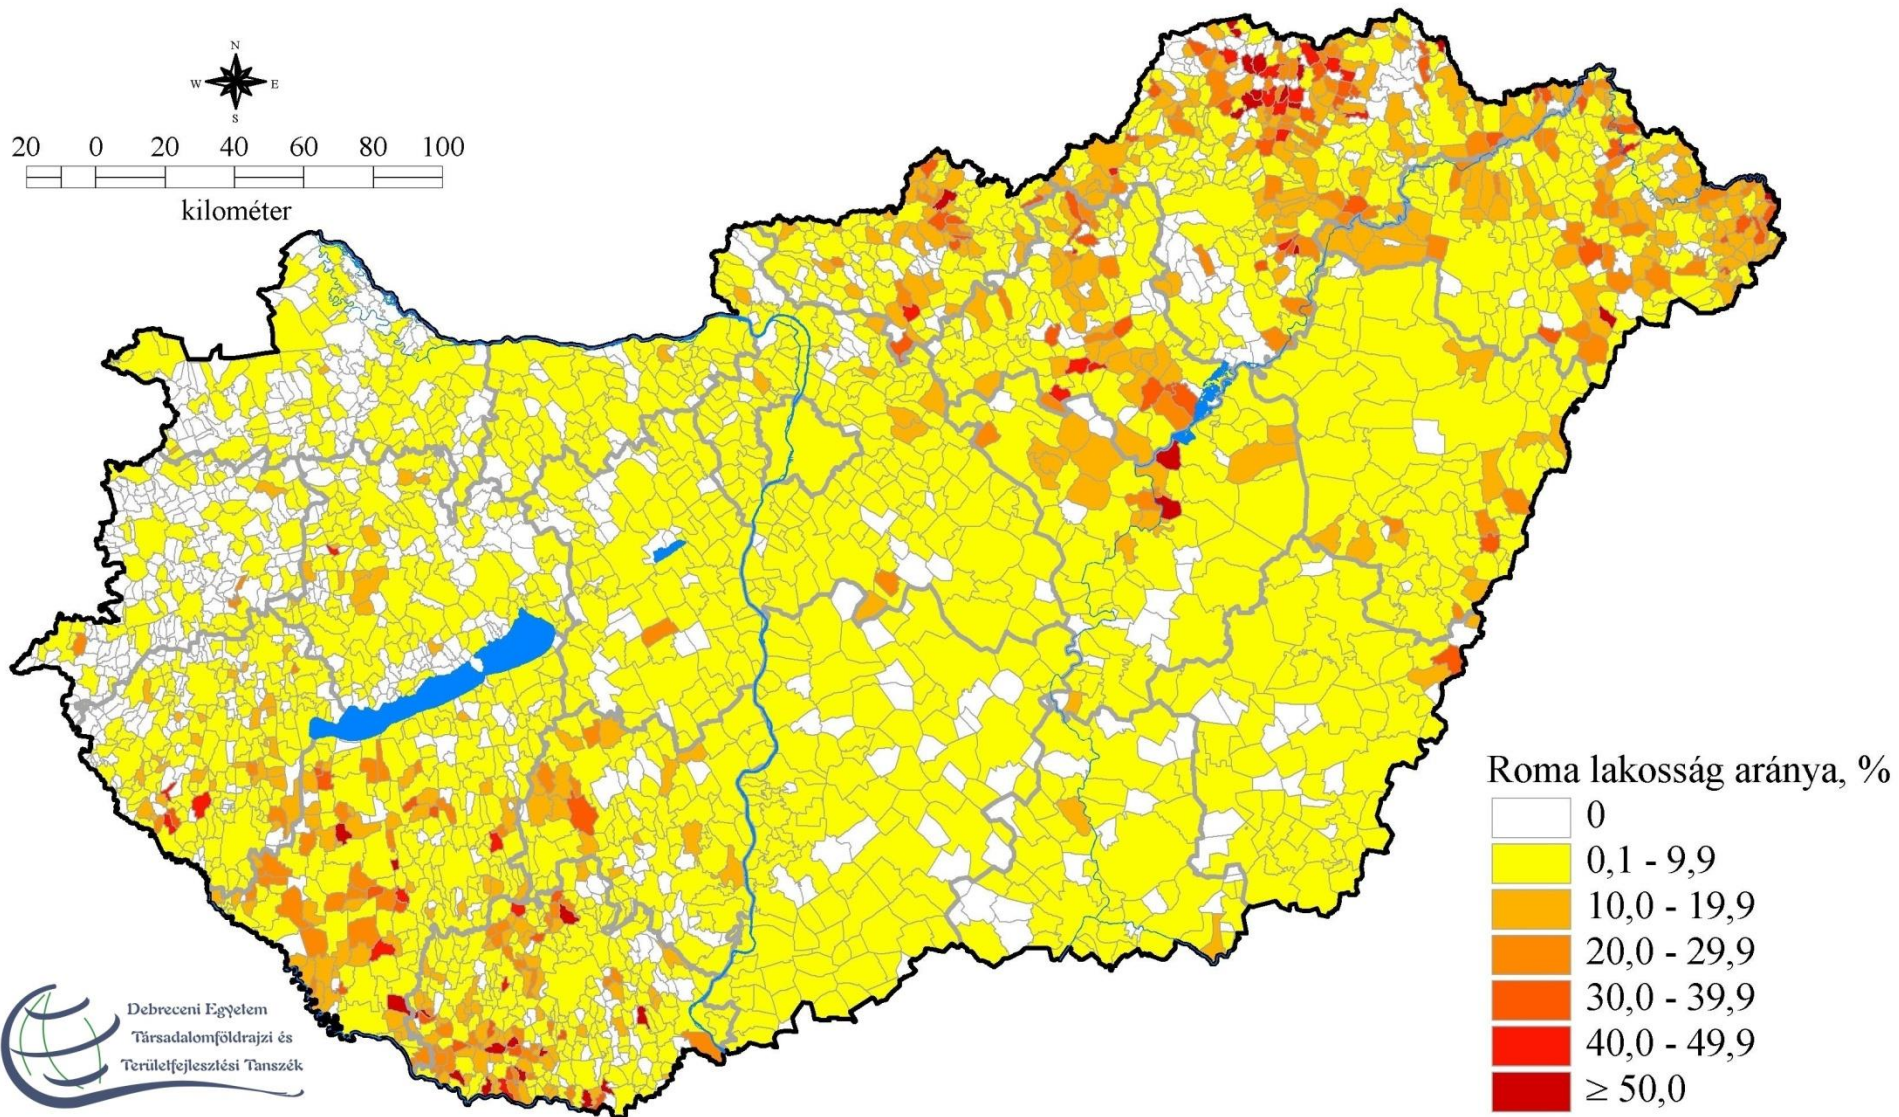 N
W E
S
20 0 20 40 60 80 100
kilométer
Roma lakosság aránya, %
0
0,1 - 9,9
10,0 - 19,9
20,0 - 29,9
30,0 - 39,9
40,0 - 49,9
≥ 50,0
Debreceni Egyetem
Társadalomföldrajzi és
Területfejlesztési Tanszék